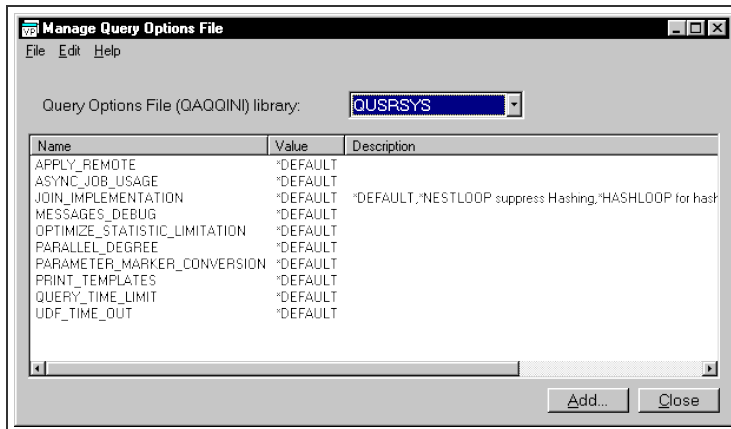 Manage Query Options File
File Edit Help
Query Options File (QAQQINI) library: QUSRSYS
Name Value Description
APPLY_REMOTE *DEFAULT
ASYNC_JOB_USAGE *DEFAULT
JOIN_IMPLEMENTATION *DEFAULT *DEFAULT,*NESTLOOP suppress Hashing,*HASHLOOP for hash
MESSAGES_DEBUG *DEFAULT
OPTIMIZE_STATISTIC_LIMITATION *DEFAULT
PARALLEL_DEGREE *DEFAULT
PARAMETER_MARKER_CONVERSION *DEFAULT
PRINT_TEMPLATES *DEFAULT
QUERY_TIME_LIMIT *DEFAULT
UDF_TIME_OUT *DEFAULT
Add... Close